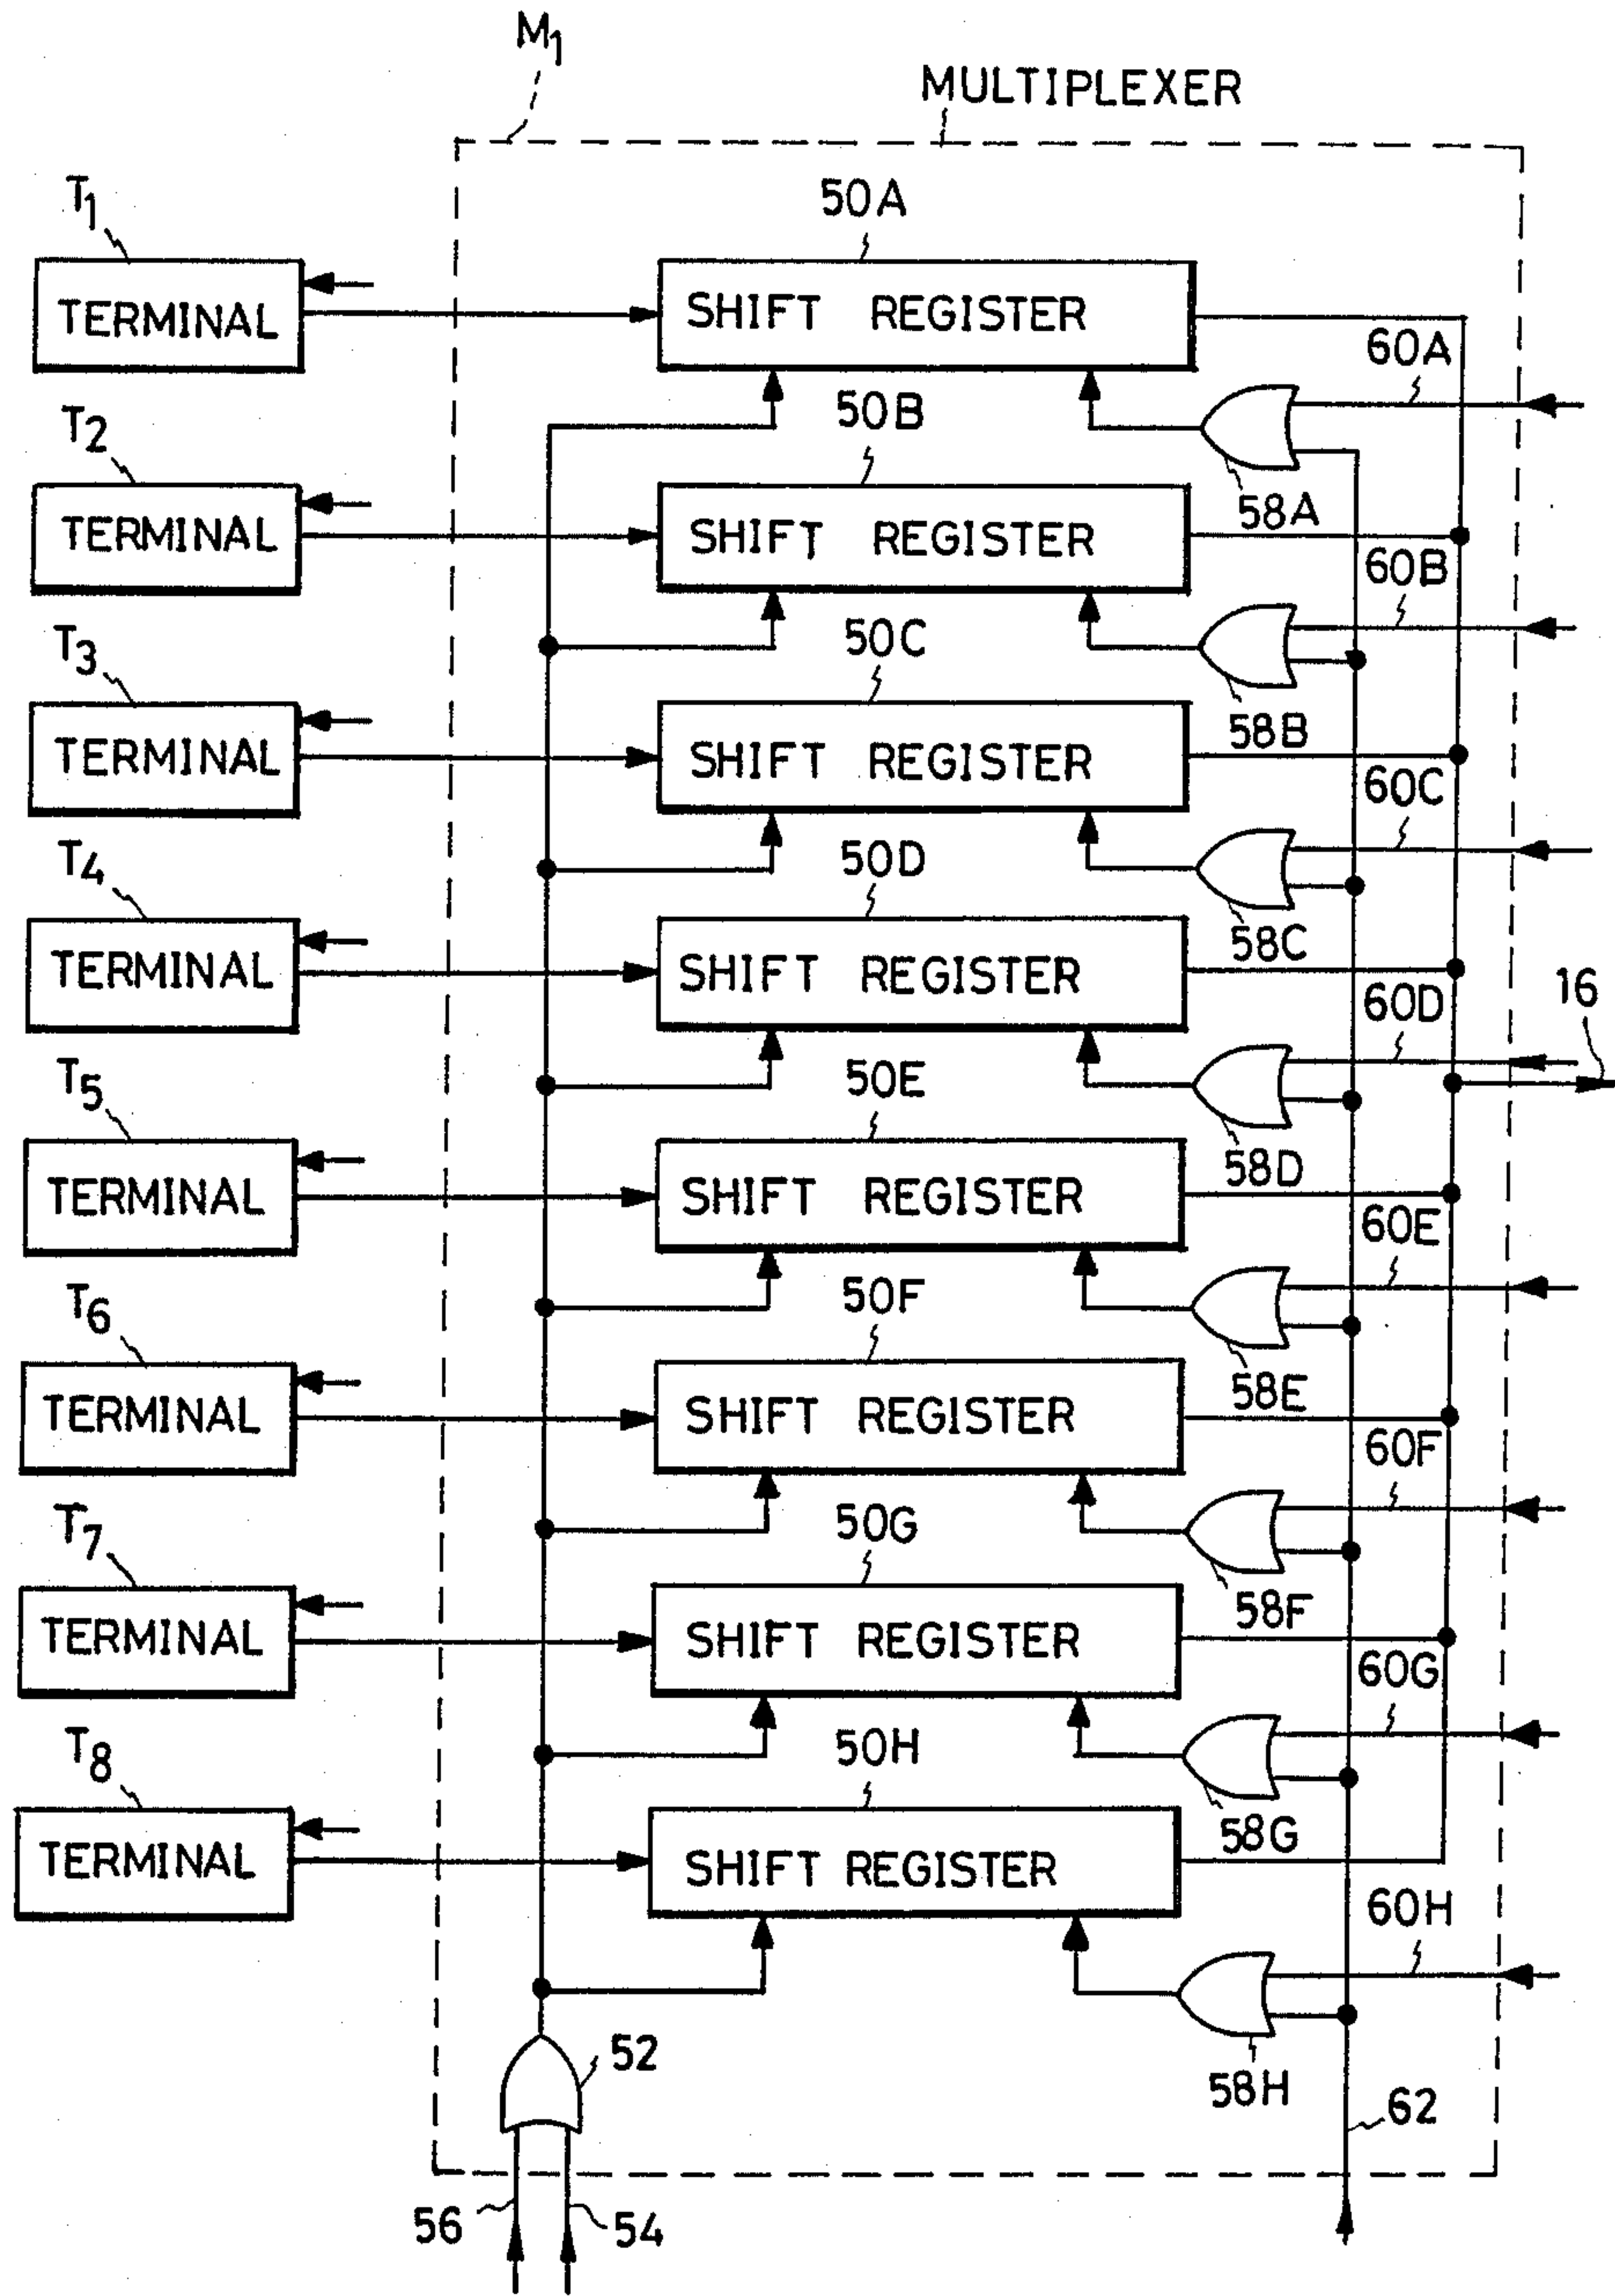 M1
MULTIPLEXER
T1
50A
TERMINAL
SHIFT REGISTER
60A
T2
50B
58A
TERMINAL
SHIFT REGISTER
60B
T3
50C
58B
TERMINAL
SHIFT REGISTER
60C
T4
50D
58C
TERMINAL
SHIFT REGISTER
60D
16
T5
50E
58D
TERMINAL
SHIFT REGISTER
60E
T6
50F
58E
TERMINAL
SHIFT REGISTER
60F
T7
50G
58F
TERMINAL
SHIFT REGISTER
60G
T8
50H
58G
TERMINAL
SHIFT REGISTER
60H
52
58H
62
56
54